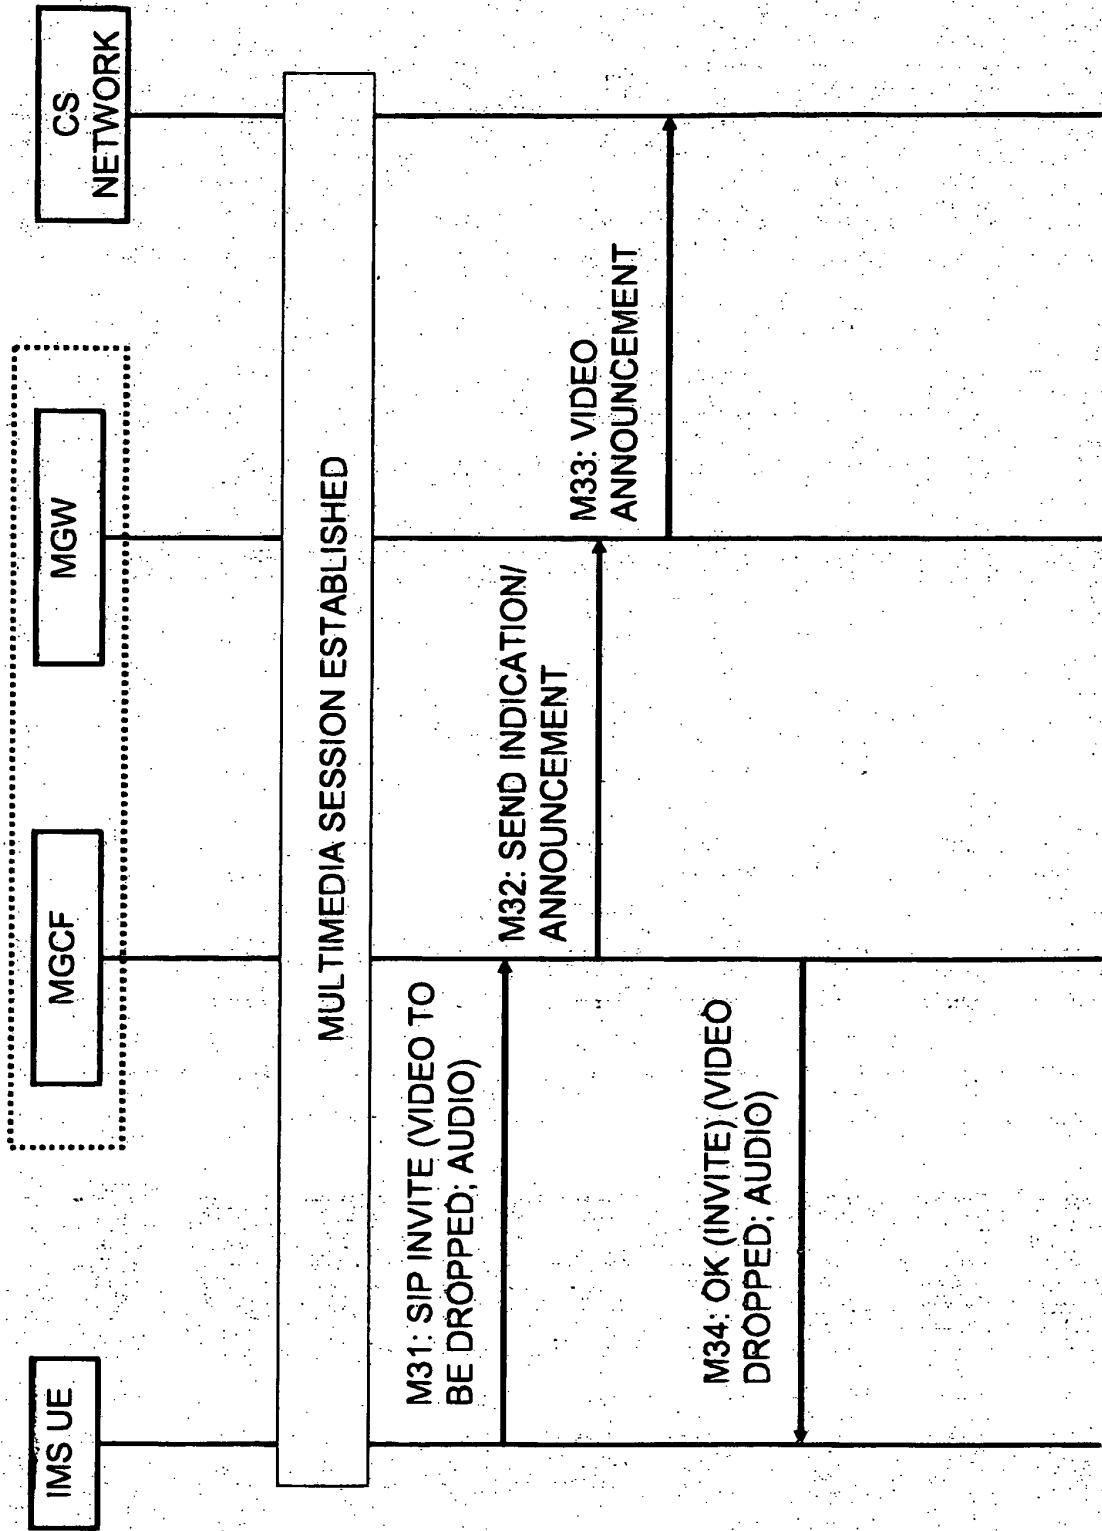 IMS UE
MGCF
MGW
CS
NETWORK
MULTIMEDIA SESSION ESTABLISHED
M31: SIP INVITE (VIDEO TO
BE DROPPED; AUDIO)
M32: SEND INDICATION/
ANNOUNCEMENT
M33: VIDEO
ANNOUNCEMENT
M34: OK (INVITE) (VIDEO
DROPPED; AUDIO)